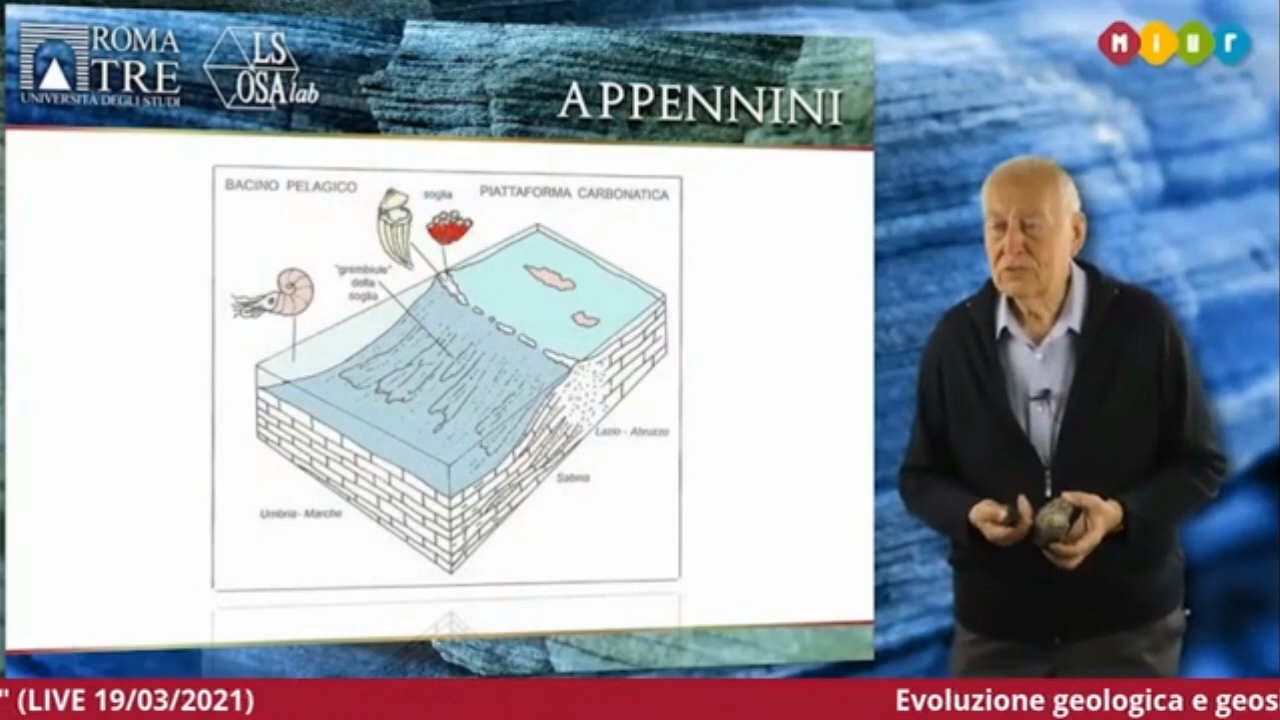 ROMA
TRE
UNIVERSITÀ DEGLI STUDI
LS
OSA lab
APPENNINI
MIUR
BACINO PELAGICO
soglia
PIATTAFORMA CARBONATICA
"grembiule"
della
soglia
Lazio - Abruzzo
Sabina
Umbria - Marche
" (LIVE 19/03/2021)
Evoluzione geologica e geos